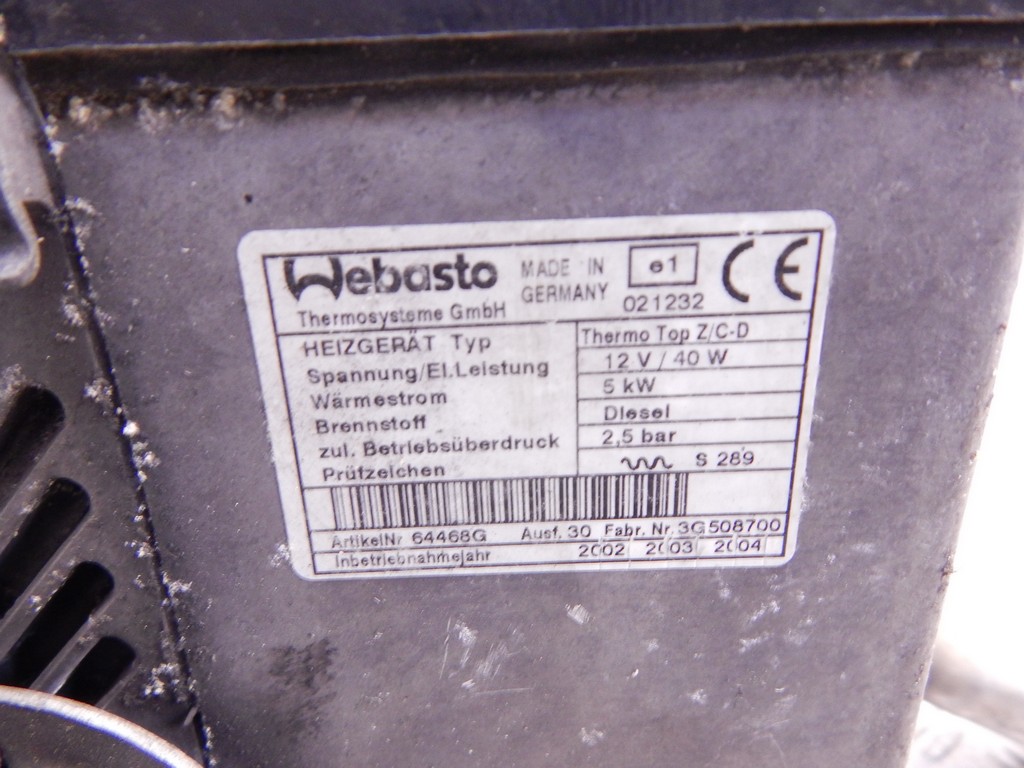 Webasto
Thermosysteme GmbH
MADE IN
GERMANY
e1
021232
CE
HEIZGERÄT Typ
Thermo Top Z/C-D
Spannung/El.Leistung
12 V / 40 W
Wärmestrom
5 kW
Brennstoff
Diesel
zul. Betriebsüberdruck
2,5 bar
Prüfzeichen
S 289
ArtikelNr 64468G Ausf. 30 Fabr. Nr. 3G508700
Inbetriebnahmejahr 2002 2003 2004